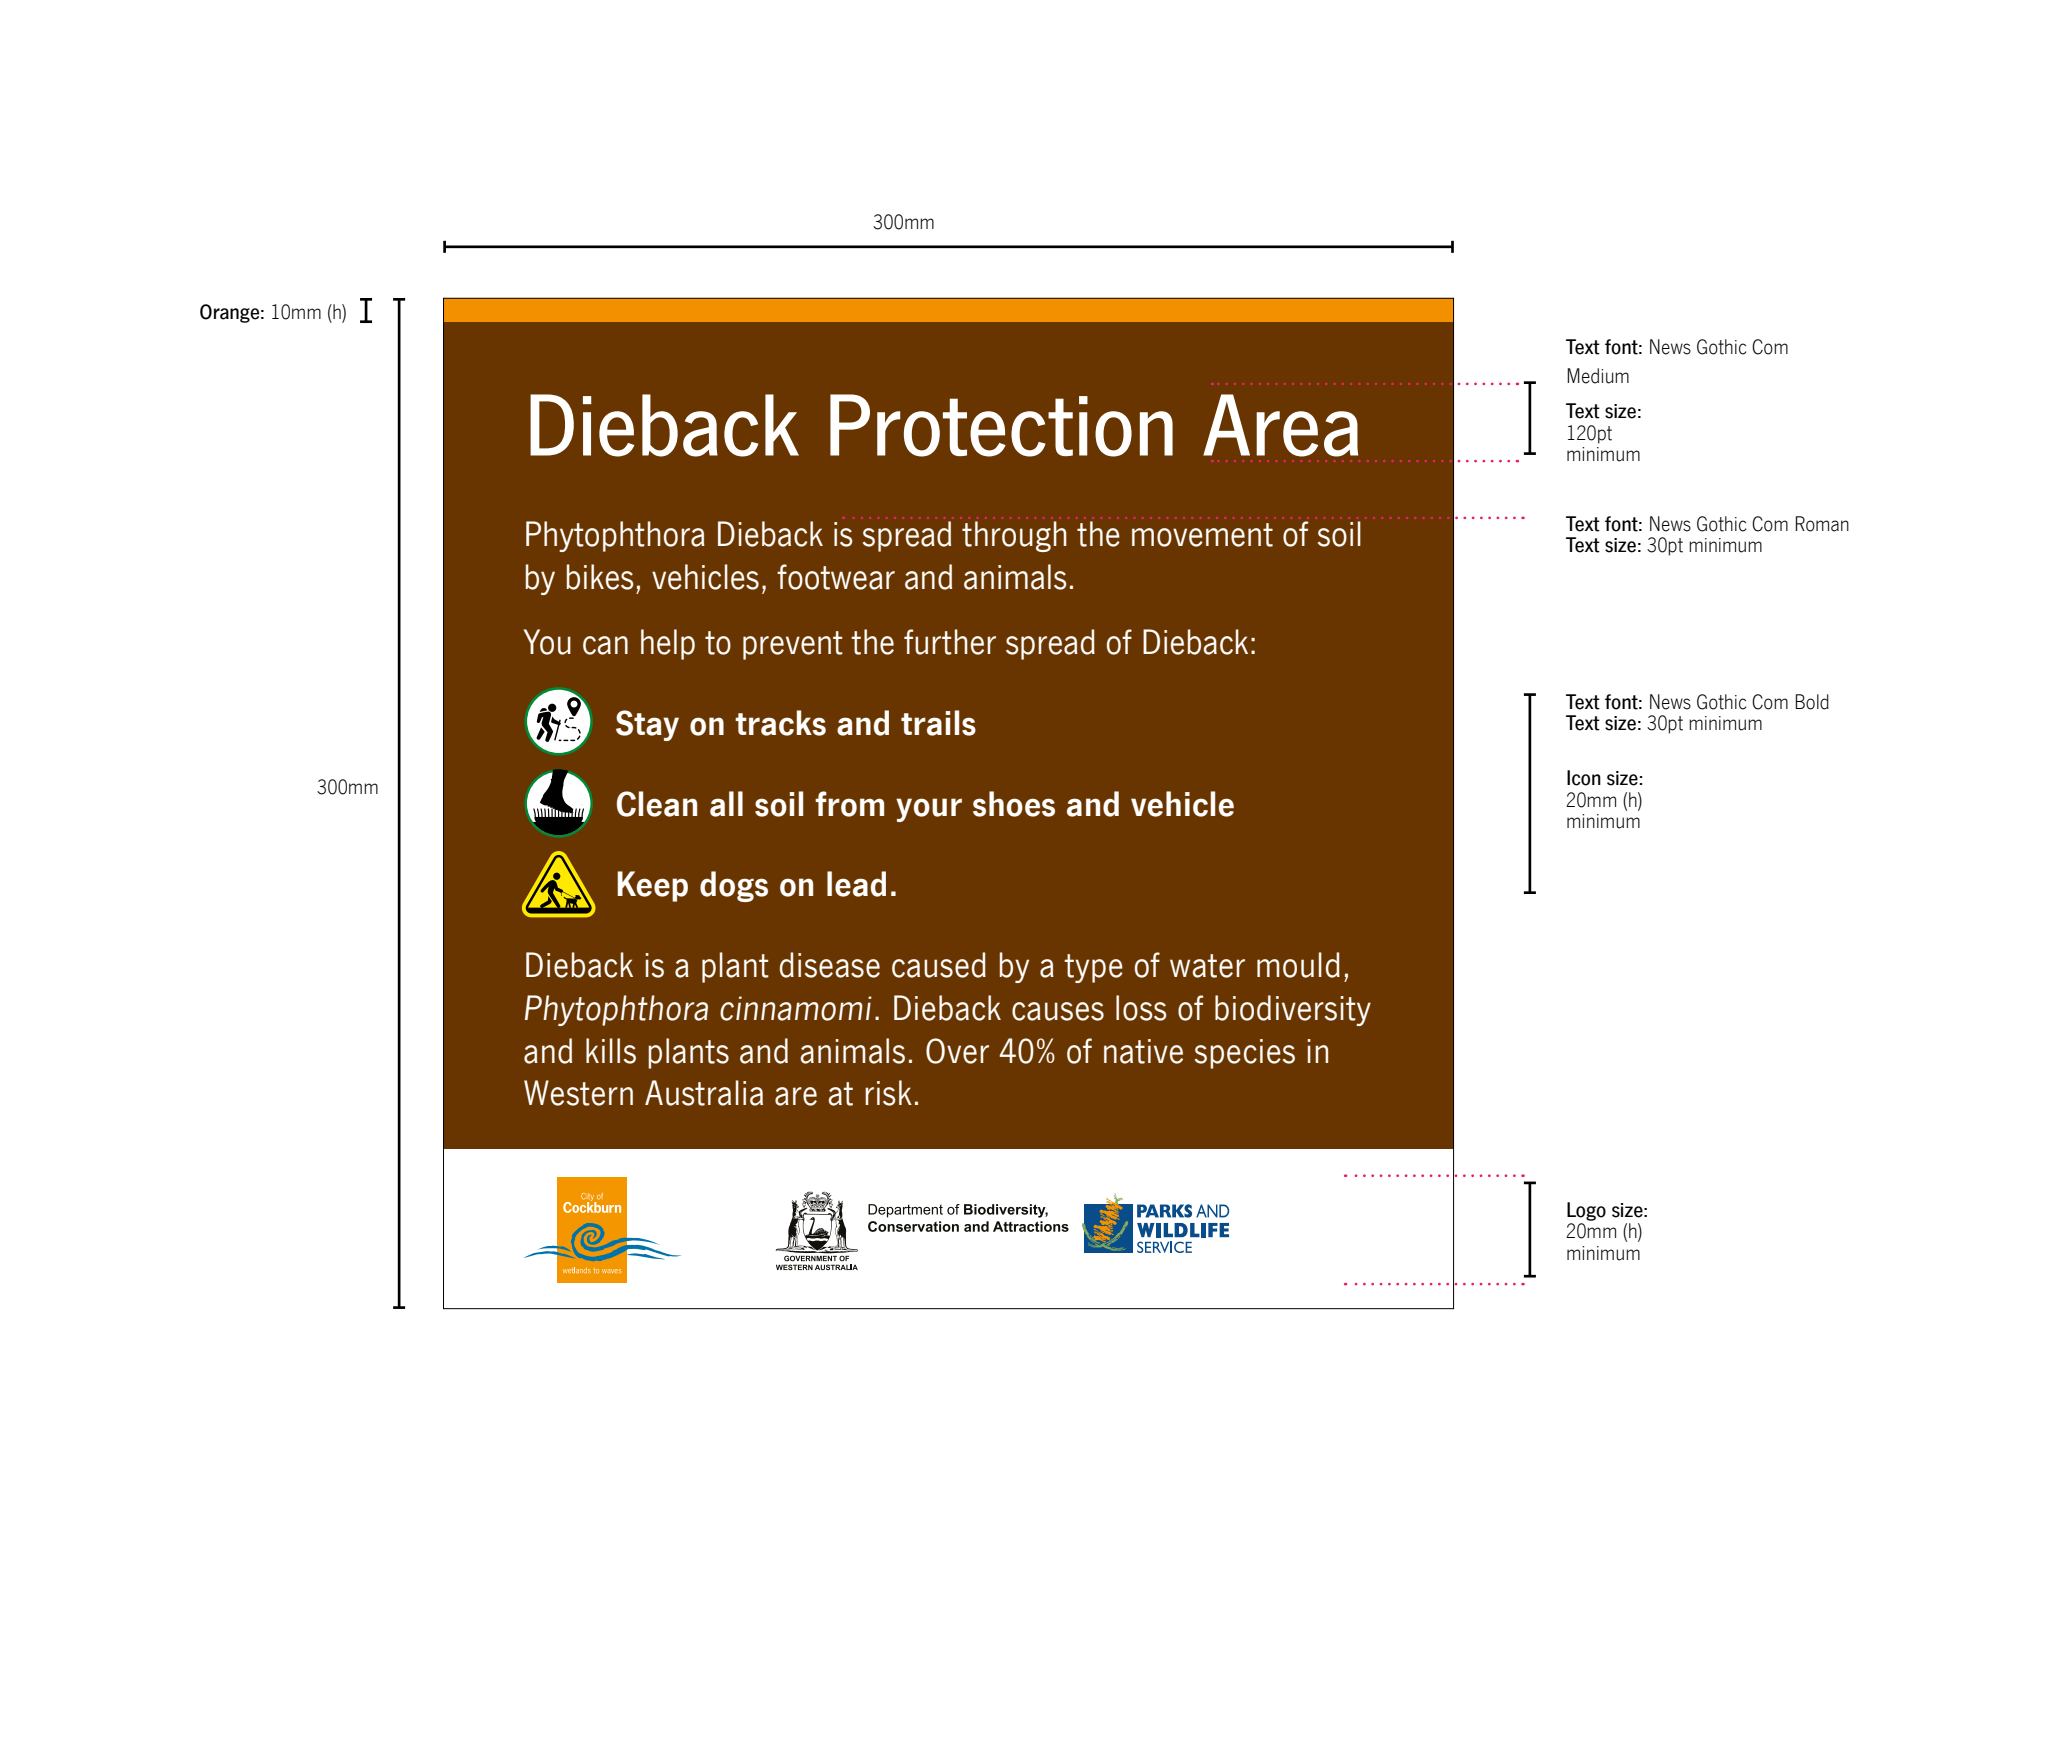 300mm
Orange: 10mm (h)
Text font: News Gothic Com
Medium
Text size:
120pt
minimum
Dieback Protection Area
Phytophthora Dieback is spread through the movement of soil
by bikes, vehicles, footwear and animals.
Text font: News Gothic Com Roman
Text size: 30pt minimum
You can help to prevent the further spread of Dieback:
Stay on tracks and trails
Text font: News Gothic Com Bold
Text size: 30pt minimum
300mm
Clean all soil from your shoes and vehicle
Icon size:
20mm (h)
minimum
Keep dogs on lead.
Dieback is a plant disease caused by a type of water mould,
Phytophthora cinnamomi. Dieback causes loss of biodiversity
and kills plants and animals. Over 40% of native species in
Western Australia are at risk.
City of
Cockburn
wetlands to waves
GOVERNMENT OF
WESTERN AUSTRALIA
Department of Biodiversity,
Conservation and Attractions
PARKS AND
WILDLIFE
SERVICE
Logo size:
20mm (h)
minimum